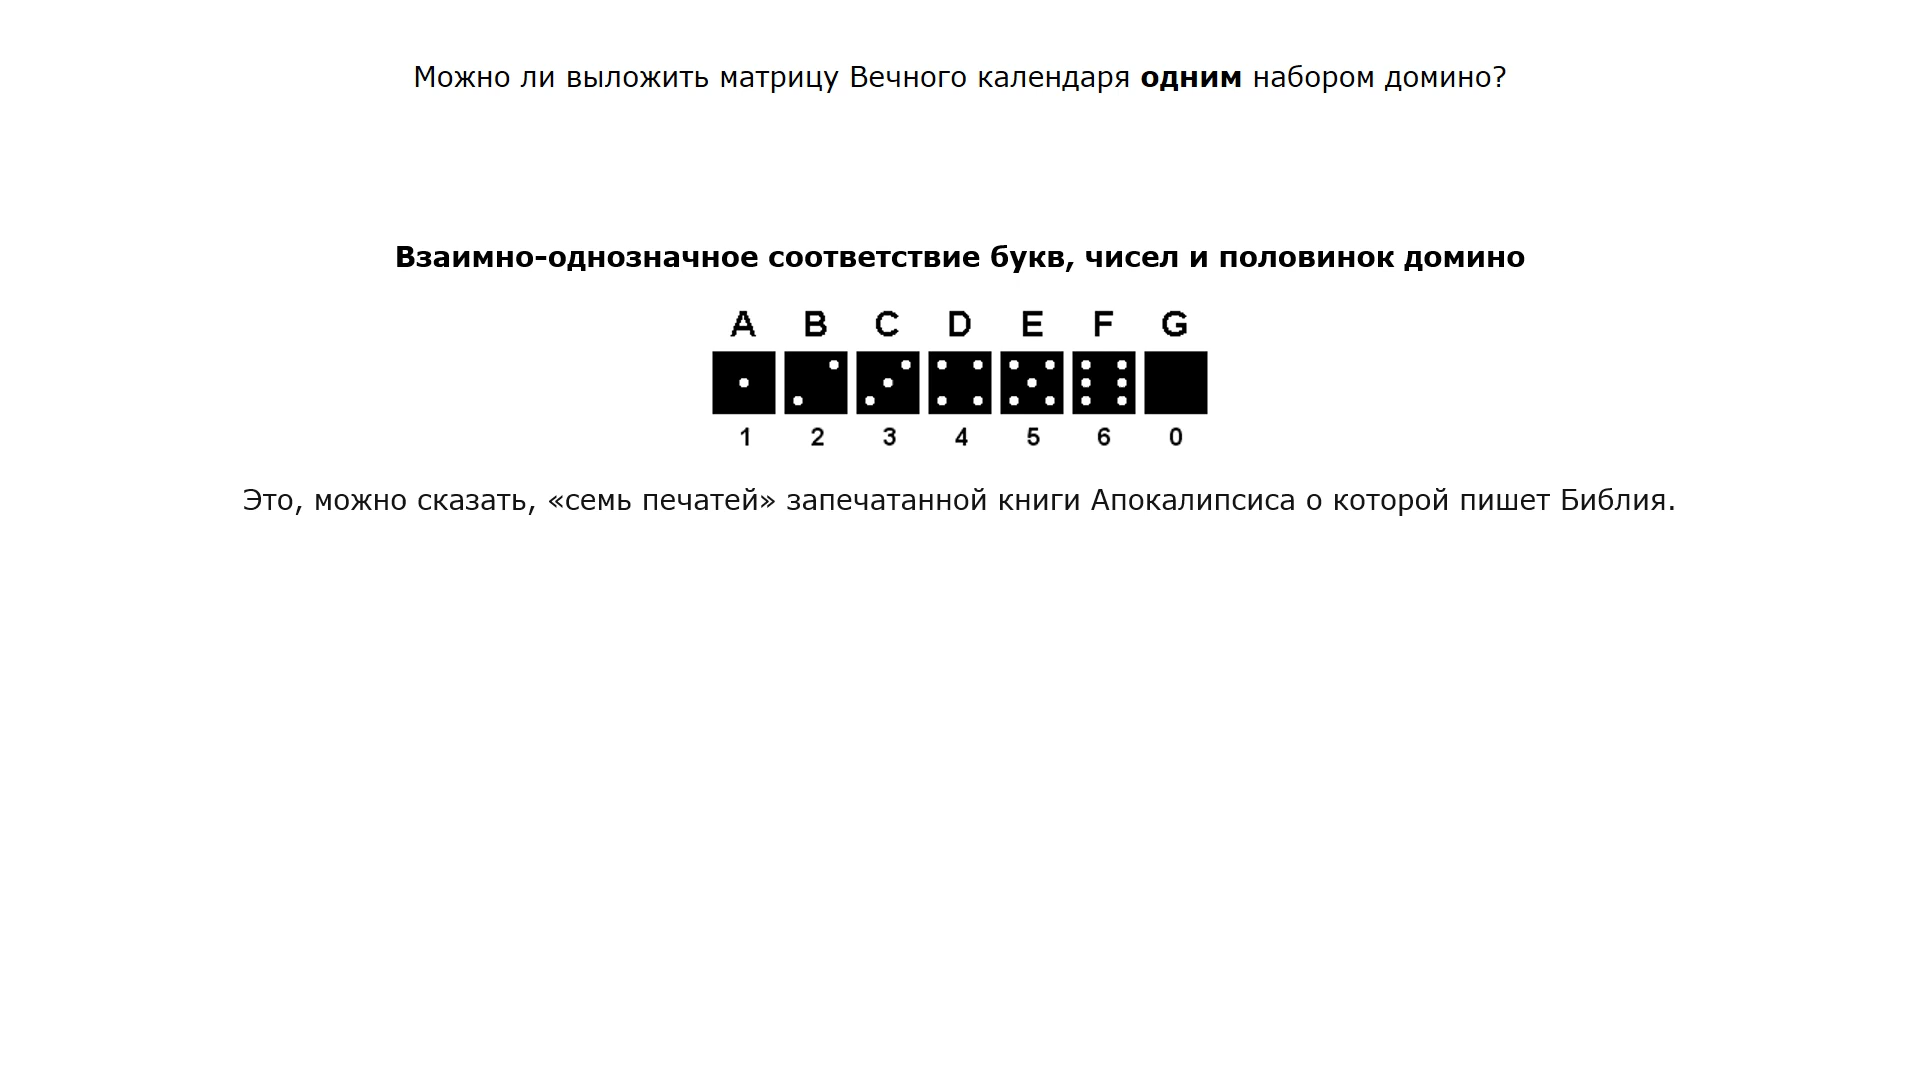 Можно ли выложить матрицу Вечного календаря одним набором домино?
Взаимно-однозначное соответствие букв, чисел и половинок домино
A B C D E F G
1 2 3 4 5 6 0
Это, можно сказать, «семь печатей» запечатанной книги Апокалипсиса о которой пишет Библия.